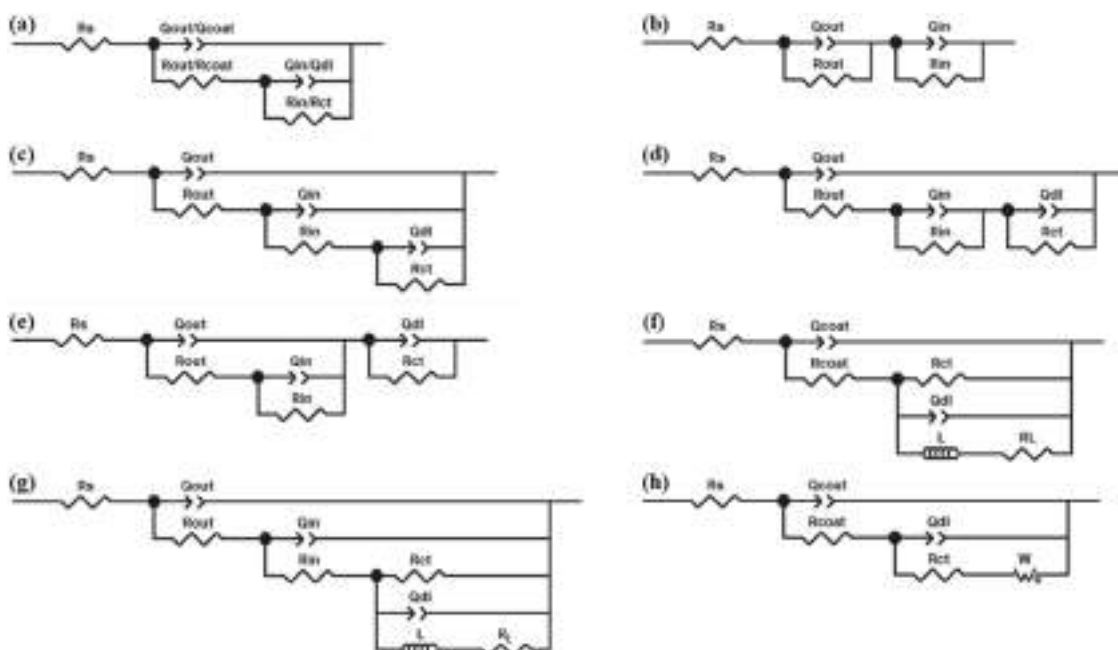 (a) Rs Qout/Qcoat
Rout/Rcoat Qin/Qdl
Rin/Rct
(b) Rs Qout Qin
Rout Rin
(c) Rs Qout
Rout Qin
Rin Qdl
Rct
(d) Rs Qout
Rout Qin Qdl
Rin Rct
(e) Rs Qout Qdl
Rout Qin Rct
Rin
(f) Rs Qcoat
Rcoat Rct
Qdl
L RL
(g) Rs Qout
Rout Qin
Rin Rct
Qdl
L RL
(h) Rs Qcoat
Rcoat Qdl
Rct W